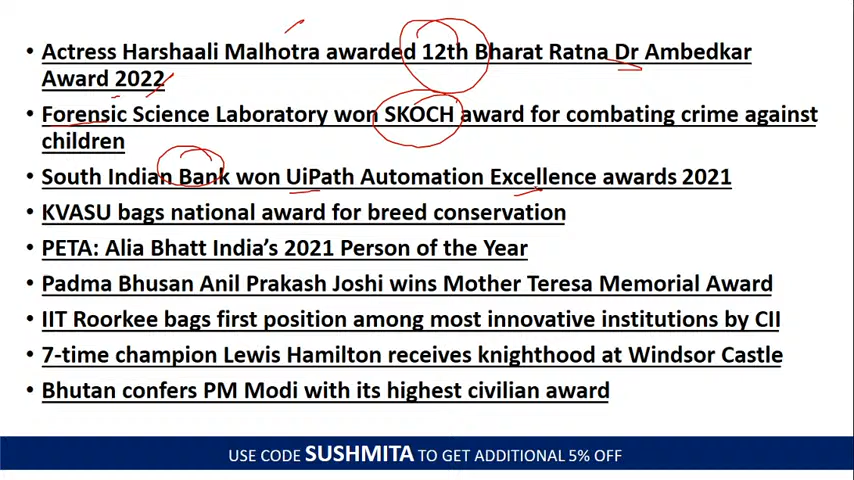 • Actress Harshaali Malhotra awarded 12th Bharat Ratna Dr Ambedkar
Award 2022
• Forensic Science Laboratory won SKOCH award for combating crime against
children
• South Indian Bank won UiPath Automation Excellence awards 2021
• KVASU bags national award for breed conservation
• PETA: Alia Bhatt India's 2021 Person of the Year
• Padma Bhusan Anil Prakash Joshi wins Mother Teresa Memorial Award
• IIT Roorkee bags first position among most innovative institutions by CII
• 7-time champion Lewis Hamilton receives knighthood at Windsor Castle
• Bhutan confers PM Modi with its highest civilian award
USE CODE SUSHMITA TO GET ADDITIONAL 5% OFF